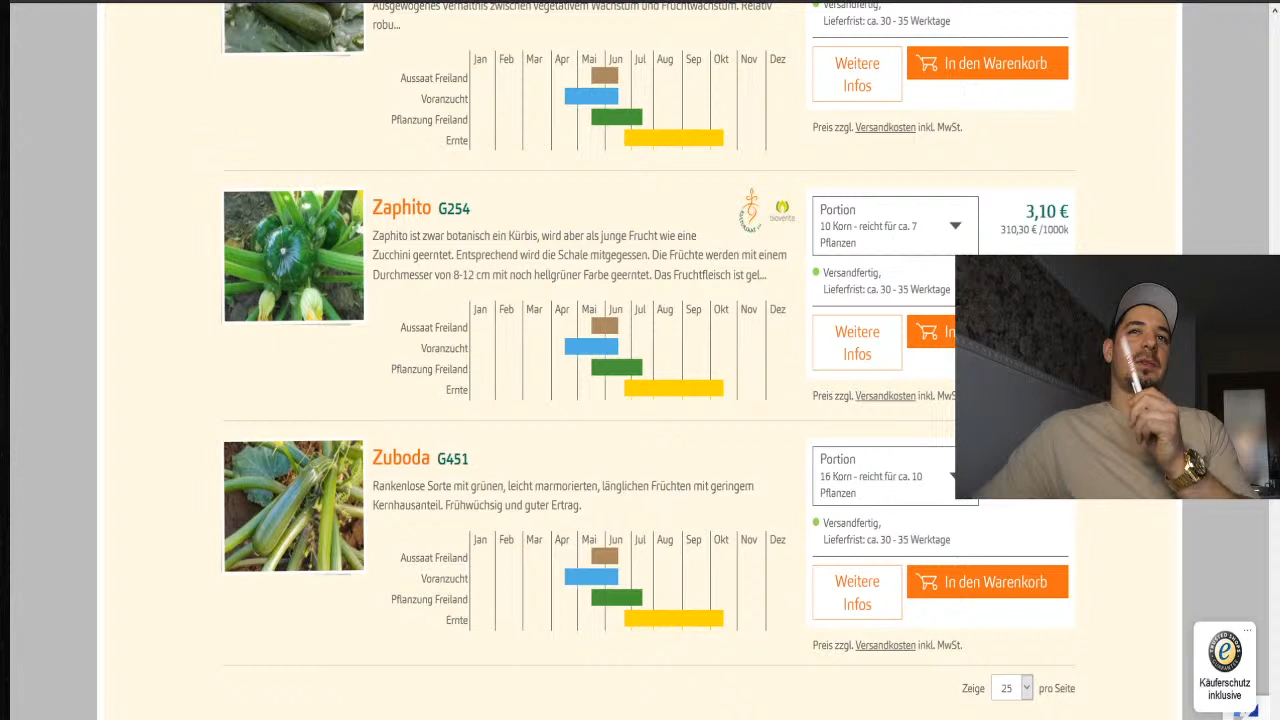 Ausgewogenes Verhältnis zwischen vegetativem Wachstum und Fruchtwachstum. Relativ
robu...
Versandfertig,
Lieferfrist: ca. 30 - 35 Werktage
Weitere
Infos
In den Warenkorb
Preis zzgl. Versandkosten inkl. MwSt.
Jan Feb Mar Apr Mai Jun Jul Aug Sep Okt Nov Dez
Aussaat Freiland
Voranzucht
Pflanzung Freiland
Ernte
Zaphito G254
bioverita
Zaphito ist zwar botanisch ein Kürbis, wird aber als junge Frucht wie eine
Zucchini geerntet. Entsprechend wird die Schale mitgegessen. Die Früchte werden mit einem
Durchmesser von 8-12 cm mit noch hellgrüner Farbe geerntet. Das Fruchtfleisch ist gel...
Portion
10 Korn - reicht für ca. 7
Pflanzen
3,10 €
310,30 € /1000k
Versandfertig,
Lieferfrist: ca. 30 - 35 Werktage
Weitere
Infos
Preis zzgl. Versandkosten inkl. MwSt
Jan Feb Mar Apr Mai Jun Jul Aug Sep Okt Nov Dez
Aussaat Freiland
Voranzucht
Pflanzung Freiland
Ernte
Zuboda G451
Rankenlose Sorte mit grünen, leicht marmorierten, länglichen Früchten mit geringem
Kernhausanteil. Frühwüchsig und guter Ertrag.
Portion
16 Korn - reicht für ca. 10
Pflanzen
Versandfertig,
Lieferfrist: ca. 30 - 35 Werktage
Weitere
Infos
In den Warenkorb
Preis zzgl. Versandkosten inkl. MwSt.
Jan Feb Mar Apr Mai Jun Jul Aug Sep Okt Nov Dez
Aussaat Freiland
Voranzucht
Pflanzung Freiland
Ernte
Zeige 25 pro Seite
Käuferschutz
inklusive